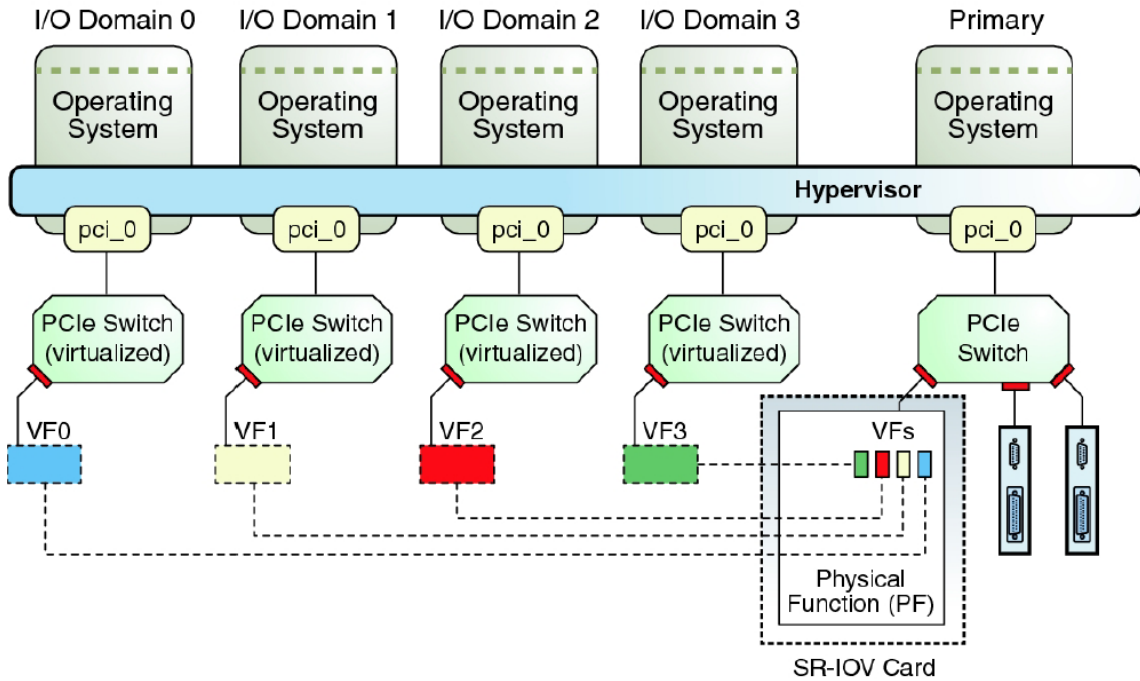 I/O Domain 0
I/O Domain 1
I/O Domain 2
I/O Domain 3
Primary
Operating
System
Operating
System
Operating
System
Operating
System
Operating
System
Hypervisor
pci_0
pci_0
pci_0
pci_0
pci_0
PCIe Switch
(virtualized)
PCIe Switch
(virtualized)
PCIe Switch
(virtualized)
PCIe Switch
(virtualized)
PCIe
Switch
VF0
VF1
VF2
VF3
VFs
Physical
Function (PF)
SR-IOV Card